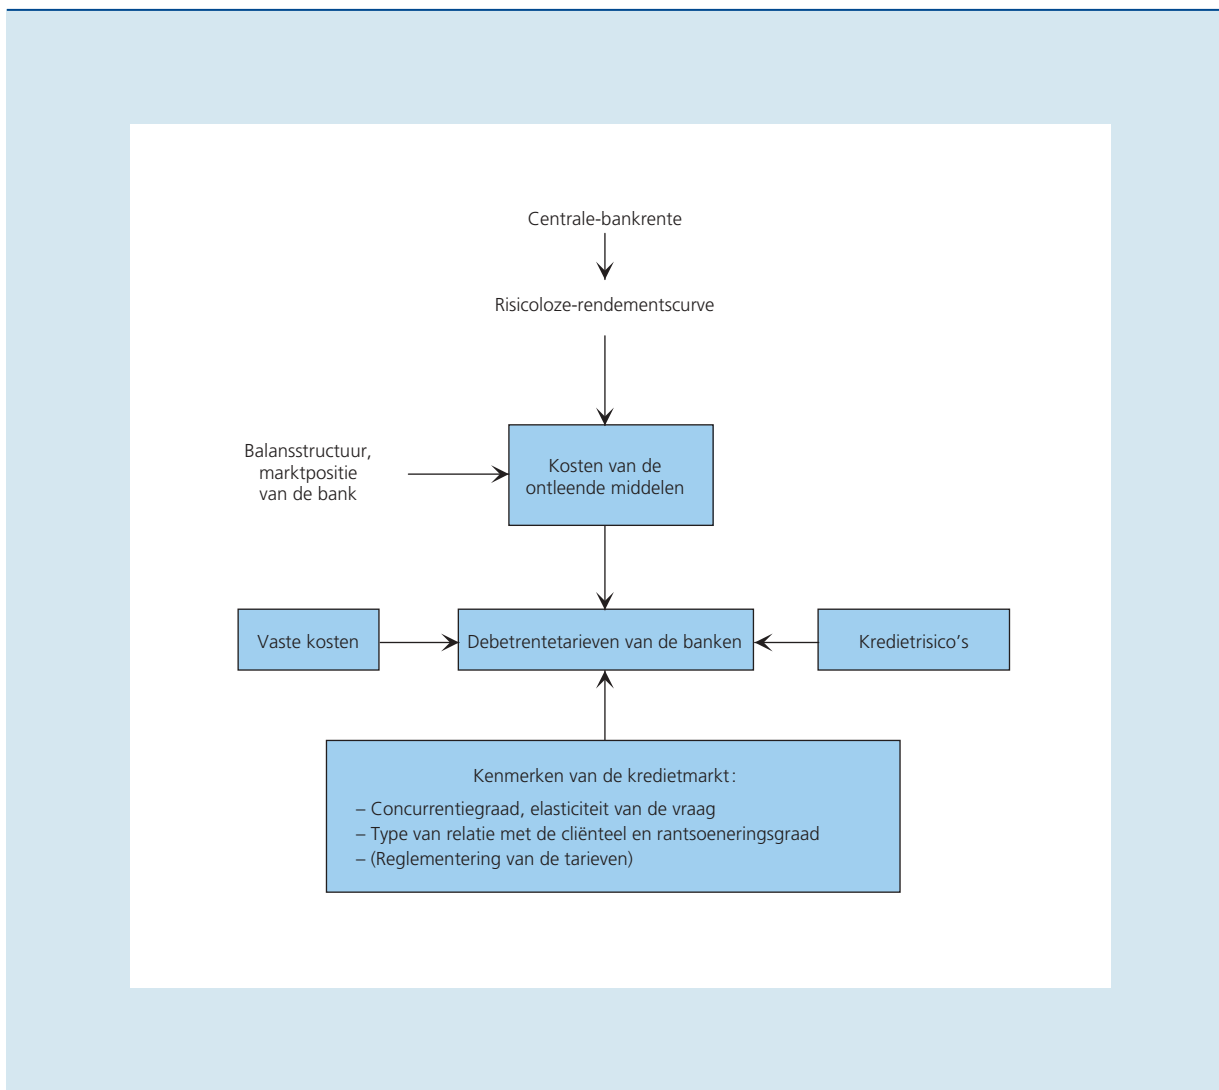 Centrale-bankrente
Risicoloze-rendementscurve
Balansstructuur,
marktpositie
van de bank
Kosten van de
ontleende middelen
Vaste kosten
Debetrentetarieven van de banken
Kredietrisico's
Kenmerken van de kredietmarkt :
– Concurrentiegraad, elasticiteit van de vraag
– Type van relatie met de cliënteel en rantsoeneringsgraad
– (Reglementering van de tarieven)